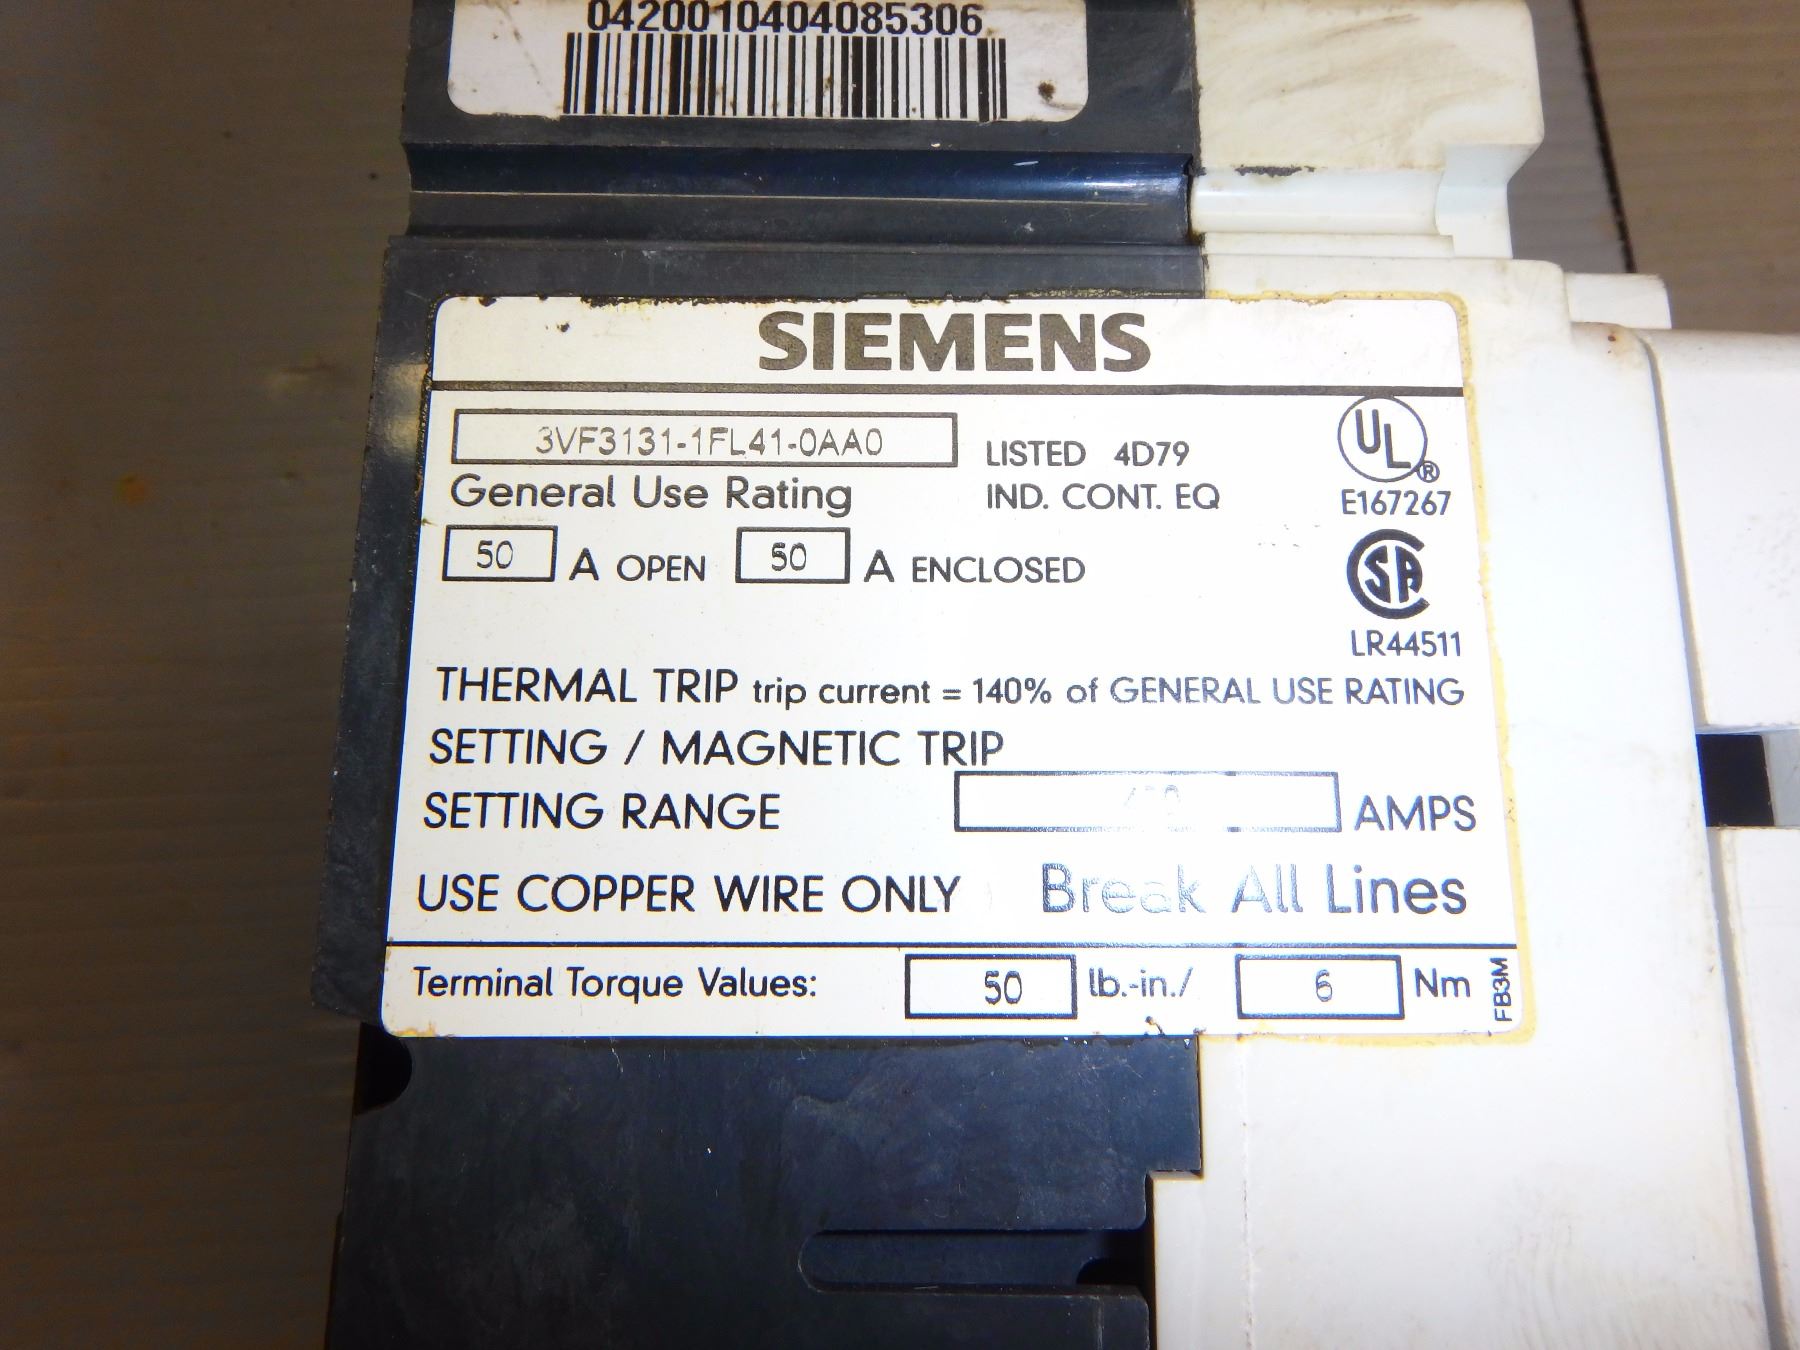 0420010404085306
SIEMENS
3VF3131-1FL41-0AA0
LISTED 4D79
UL®
General Use Rating
IND. CONT. EQ
E167267
50 A OPEN 50 A ENCLOSED
SA
LR44511
THERMAL TRIP trip current = 140% of GENERAL USE RATING
SETTING / MAGNETIC TRIP
SETTING RANGE AMPS
USE COPPER WIRE ONLY Break All Lines
Terminal Torque Values: 50 lb.-in./ 6 Nm
FB3M